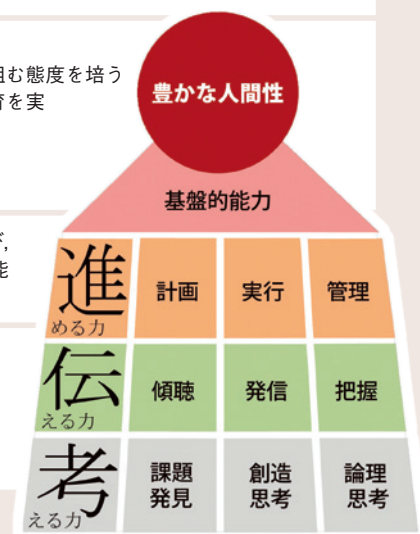 組む態度を培う
育を実
豊かな人間性
基盤的能力
進
める力
計画
実行
管理
伝
える力
傾聴
発信
把握
考
える力
課題
発見
創造
思考
論理
思考